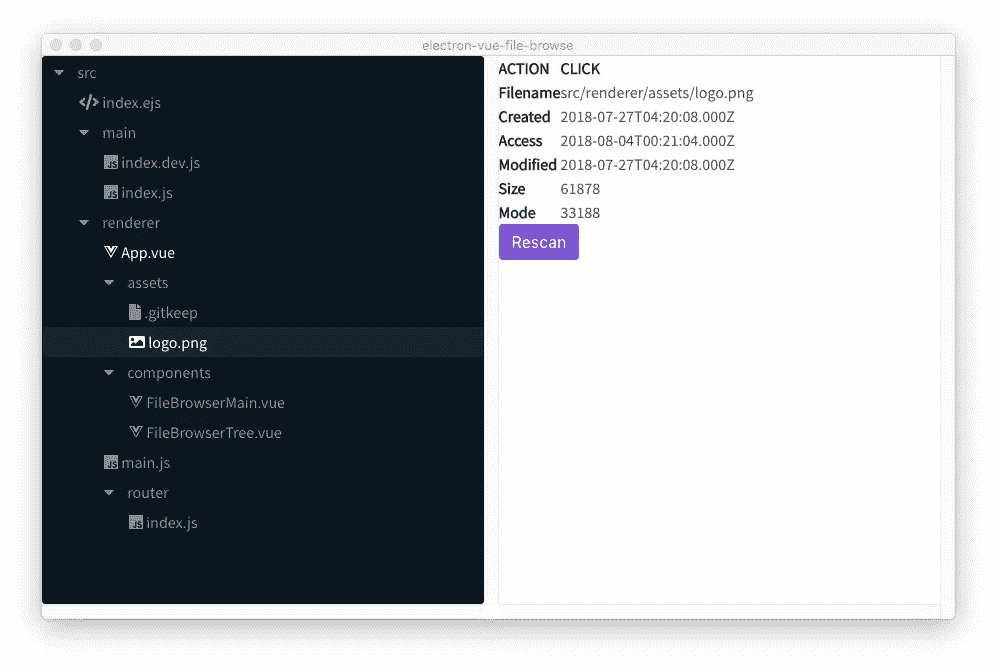 electron-vue-file-browse
src
index.ejs
main
index.dev.js
index.js
renderer
App.vue
assets
.gitkeep
logo.png
components
FileBrowserMain.vue
FileBrowserTree.vue
main.js
router
index.js
ACTION CLICK
Filename src/renderer/assets/logo.png
Created 2018-07-27T04:20:08.000Z
Access 2018-08-04T00:21:04.000Z
Modified 2018-07-27T04:20:08.000Z
Size 61878
Mode 33188
Rescan